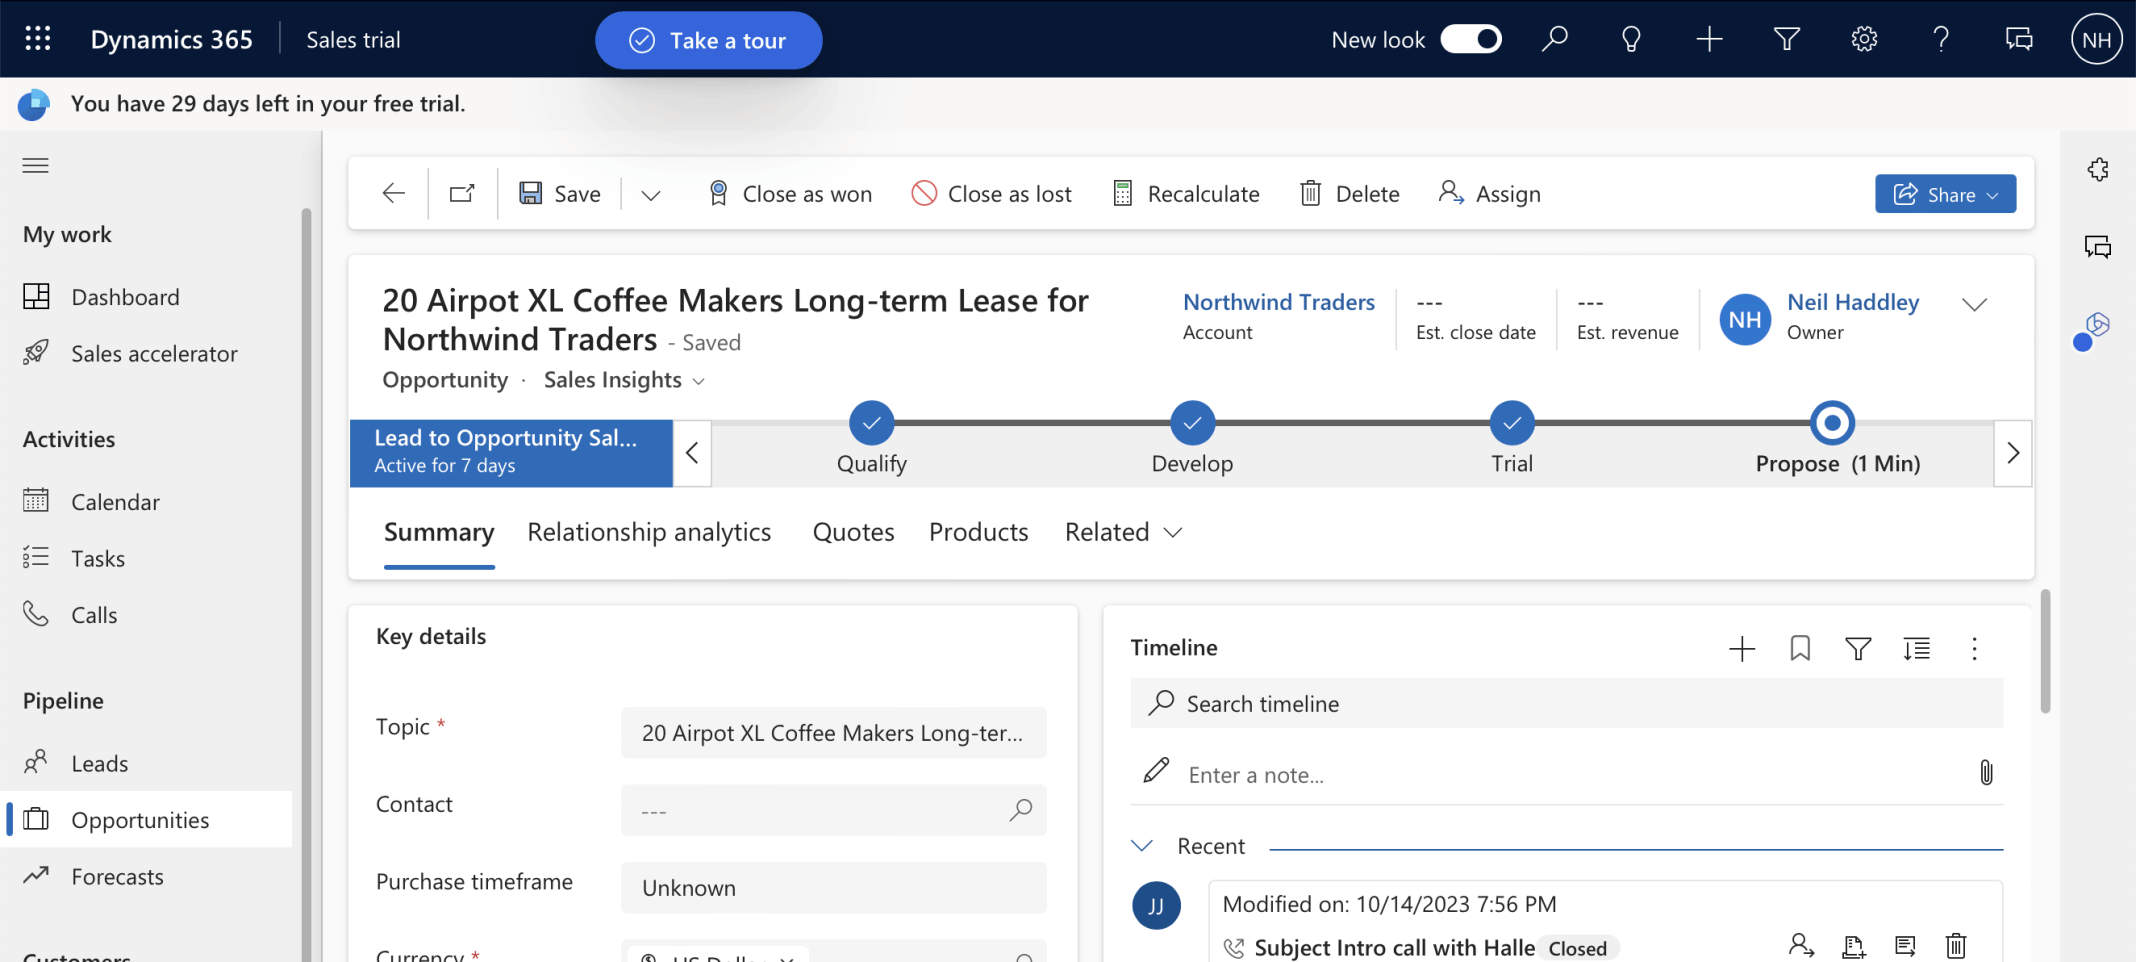 Dynamics 365
Sales trial
Take a tour
New look
NH
You have 29 days left in your free trial.
My work
Dashboard
Sales accelerator
Activities
Calendar
Tasks
Calls
Pipeline
Leads
Opportunities
Forecasts
Customers
Save
Close as won
Close as lost
Recalculate
Delete
Assign
Share
20 Airpot XL Coffee Makers Long-term Lease for
Northwind Traders - Saved
Opportunity · Sales Insights
Northwind Traders
Account
---
Est. close date
---
Est. revenue
NH
Neil Haddley
Owner
Lead to Opportunity Sal...
Active for 7 days
Qualify
Develop
Trial
Propose (1 Min)
Summary
Relationship analytics
Quotes
Products
Related
Key details
Topic *
20 Airpot XL Coffee Makers Long-ter...
Contact
---
Purchase timeframe
Unknown
Currency *
US Dollar
Timeline
Search timeline
Enter a note...
Recent
JJ
Modified on: 10/14/2023 7:56 PM
Subject Intro call with Halle
Closed